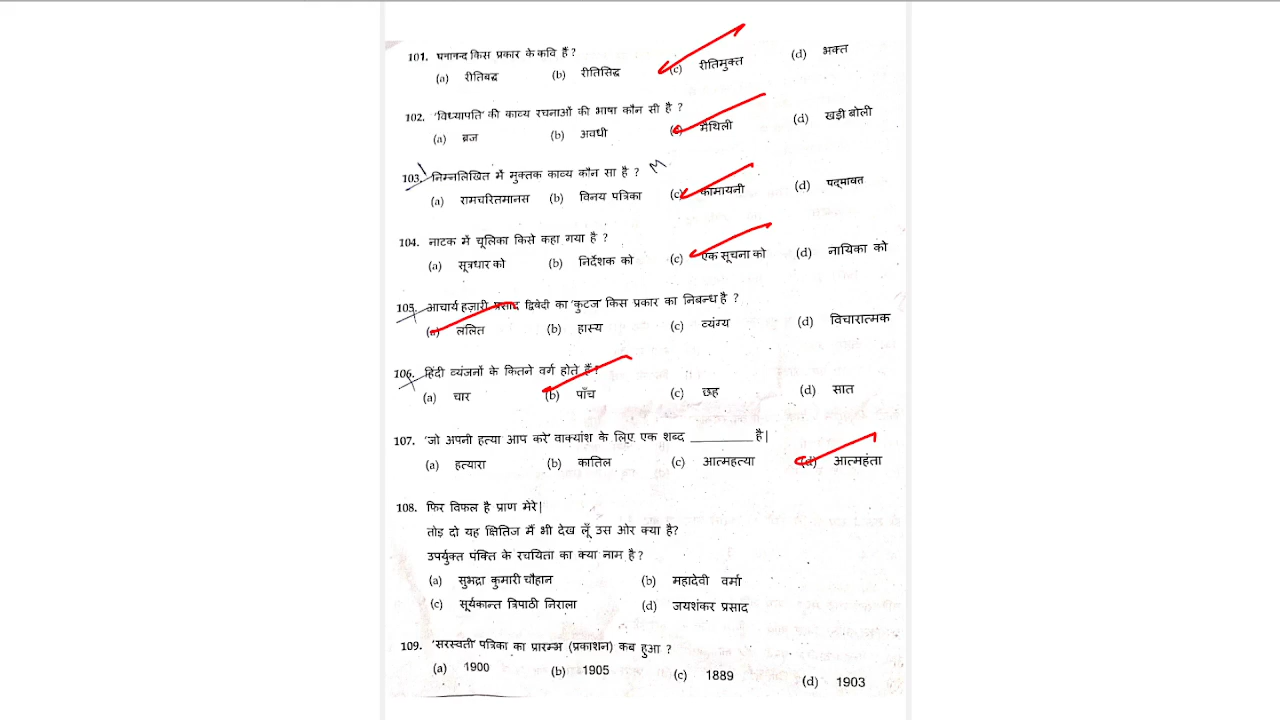 101. घनानन्द किस प्रकार के कवि हैं ?
(a) रीतिबद्ध (b) रीतिसिद्ध (c) रीतिमुक्त (d) भक्त
102. 'विध्यापति' की काव्य रचनाओं की भाषा कौन सी है ?
(a) ब्रज (b) अवधी (c) मैथिली (d) खड़ी बोली
103. निम्नलिखित में मुक्तक काव्य कौन सा है ?
(a) रामचरितमानस (b) विनय पत्रिका (c) कामायनी (d) पद्मावत
104. नाटक में चूलिका किसे कहा गया है ?
(a) सूत्रधार को (b) निर्देशक को (c) एक सूचना को (d) नायिका को
105. आचार्य हज़ारी प्रसाद द्विवेदी का 'कुटज' किस प्रकार का निबन्ध है ?
(a) ललित (b) हास्य (c) व्यंग्य (d) विचारात्मक
106. हिंदी व्यंजनों के कितने वर्ग होते हैं ?
(a) चार (b) पाँच (c) छह (d) सात
107. 'जो अपनी हत्या आप करे' वाक्यांश के लिए एक शब्द __________ है|
(a) हत्यारा (b) कातिल (c) आत्महत्या (d) आत्महंता
108. फिर विफल है प्राण मेरे|
तोड़ दो यह क्षितिज मैं भी देख लूँ उस ओर क्या है?
उपर्युक्त पंक्ति के रचयिता का क्या नाम है ?
(a) सुभद्रा कुमारी चौहान (b) महादेवी वर्मा
(c) सूर्यकान्त त्रिपाठी निराला (d) जयशंकर प्रसाद
109. 'सरस्वती' पत्रिका का प्रारम्भ (प्रकाशन) कब हुआ ?
(a) 1900 (b) 1905 (c) 1889 (d) 1903